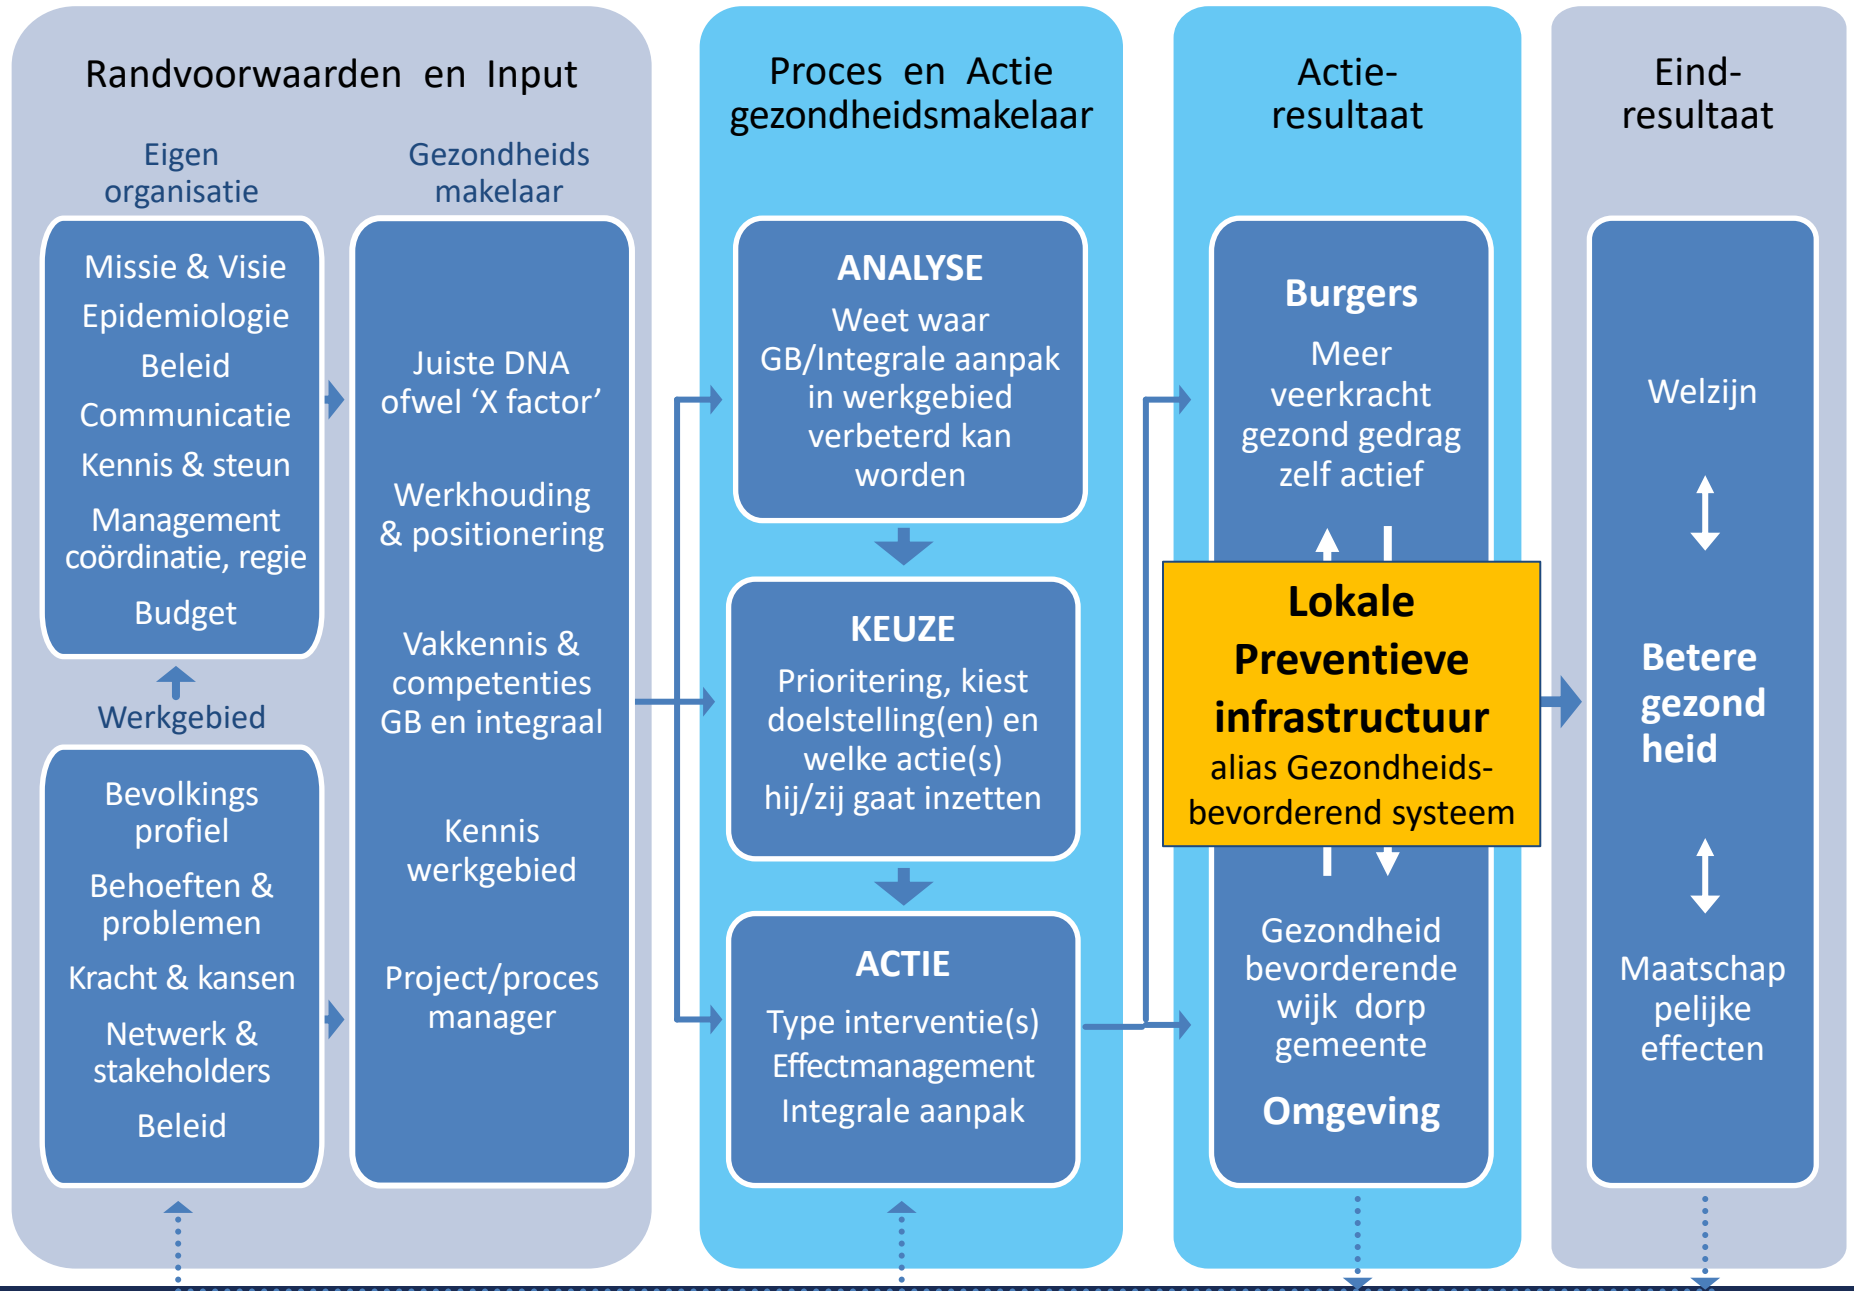 Randvoorwaarden en Input
Eigen
organisatie
Missie & Visie
Epidemiologie
Beleid
Communicatie
Kennis & steun
Management
coördinatie, regie
Budget
Werkgebied
Bevolkings
profiel
Behoeften &
problemen
Kracht & kansen
Netwerk &
stakeholders
Beleid
Gezondheids
makelaar
Juiste DNA
ofwel ‘X factor’
Werkhouding
& positionering
Vakkennis &
competenties
GB en integraal
Kennis
werkgebied
Project/proces
manager
Proces en Actie
gezondheidsmakelaar
ANALYSE
Weet waar
GB/Integrale aanpak
in werkgebied
verbeterd kan
worden
KEUZE
Prioritering, kiest
doelstelling(en) en
welke actie(s)
hij/zij gaat inzetten
ACTIE
Type interventie(s)
Effectmanagement
Integrale aanpak
Actie-
resultaat
Burgers
Meer
veerkracht
gezond gedrag
zelf actief
Lokale
Preventieve
infrastructuur
alias Gezondheids-
bevorderend systeem
Gezondheid
bevorderende
wijk dorp
gemeente
Omgeving
Eind-
resultaat
Welzijn
Betere
gezond
heid
Maatschap
pelijke
effecten